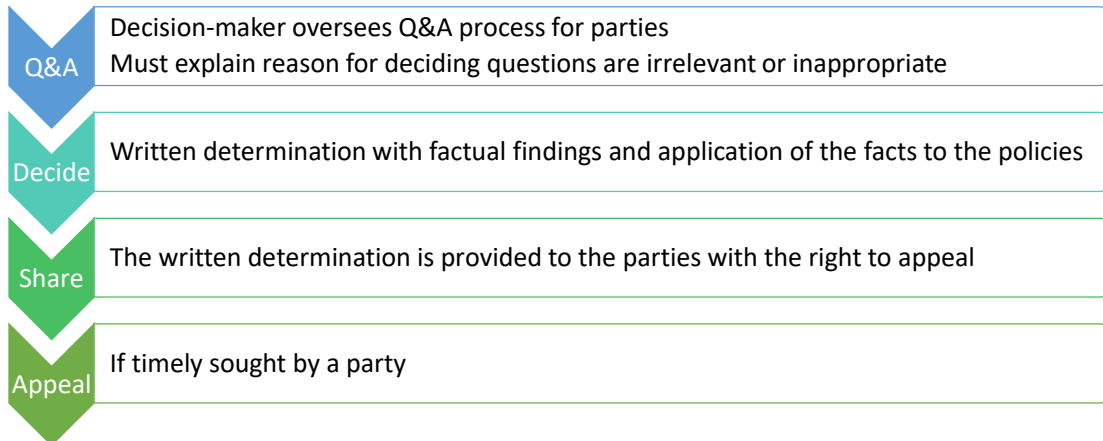 Q&A
Decision-maker oversees Q&A process for parties
Must explain reason for deciding questions are irrelevant or inappropriate
Decide
Written determination with factual findings and application of the facts to the policies
Share
The written determination is provided to the parties with the right to appeal
Appeal
If timely sought by a party